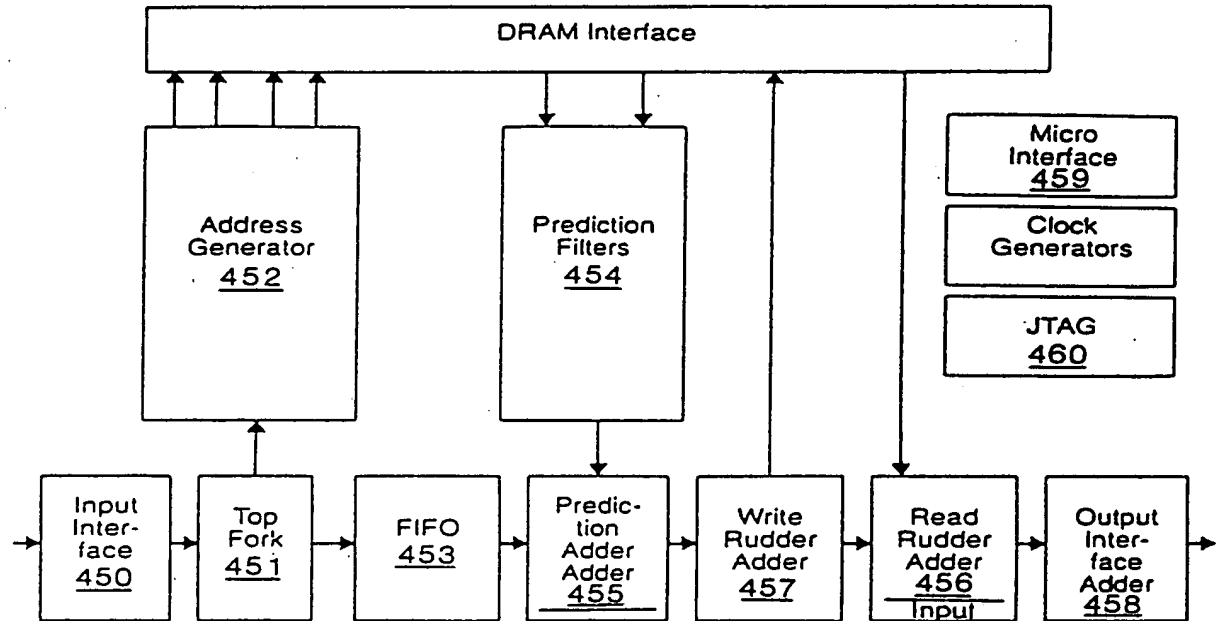 DRAM Interface
Address
Generator
452
Prediction
Filters
454
Micro
Interface
459
Clock
Generators
JTAG
460
Input
Inter-
face
450
Top
Fork
451
FIFO
453
Predic-
tion
Adder
Adder
455
Write
Rudder
Adder
457
Read
Rudder
Adder
456
Input
Output
Inter-
face
Adder
458